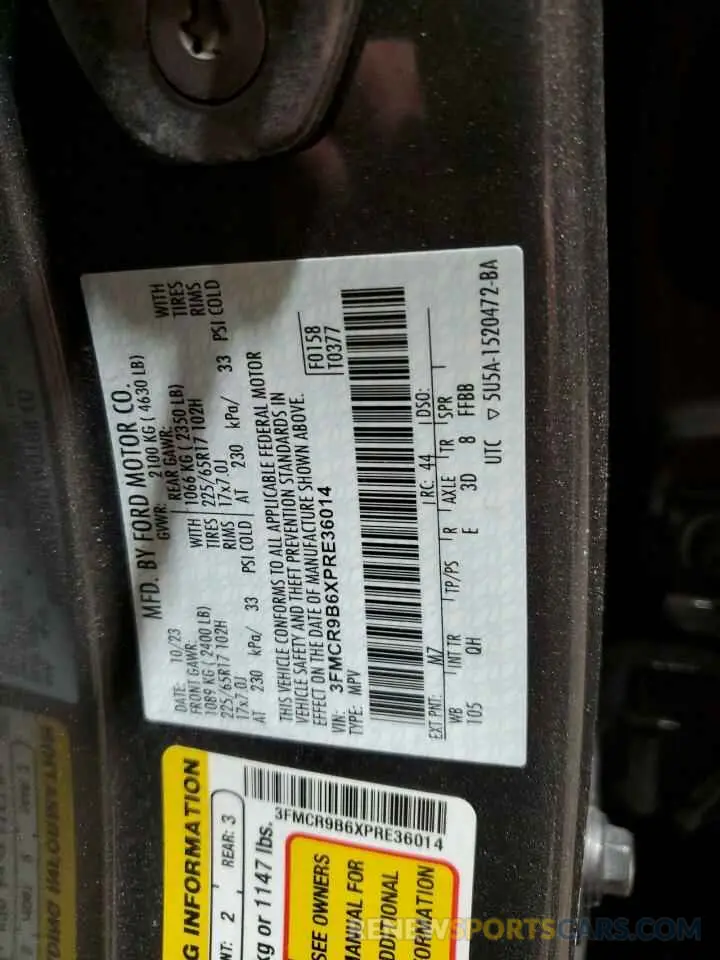 MFD. BY FORD MOTOR CO.
DATE: 10/23 GVWR: 2100 KG ( 4630 LB)
FRONT GAWR: REAR GAWR:
1089 KG ( 2400 LB) WITH 1066 KG ( 2350 LB) WITH
225/65R17 102H TIRES 225/65R17 102H TIRES
17x7.0J RIMS 17x7.0J RIMS
AT 230 kPa/ 33 PSI COLD AT 230 kPa/ 33 PSI COLD
THIS VEHICLE CONFORMS TO ALL APPLICABLE FEDERAL MOTOR
VEHICLE SAFETY AND THEFT PREVENTION STANDARDS IN
EFFECT ON THE DATE OF MANUFACTURE SHOWN ABOVE.
VIN: 3FMCR9B6XPRE36014 F0158
TYPE: MPV T0377
EXT PNT: M7 RC: 44 DSO:
WB INT TR TP/PS R AXLE TR SPR
105 QH E 3D 8 FFBB
UTC ▽ 5U5A-1520472-BA
G INFORMATION
NT: 2 REAR: 3
kg or 1147 lbs.
3FMCR9B6XPRE36014
SEE OWNERS
MANUAL FOR
DDITIONAL
FORMATION
RENEWSPORTSCARS.COM